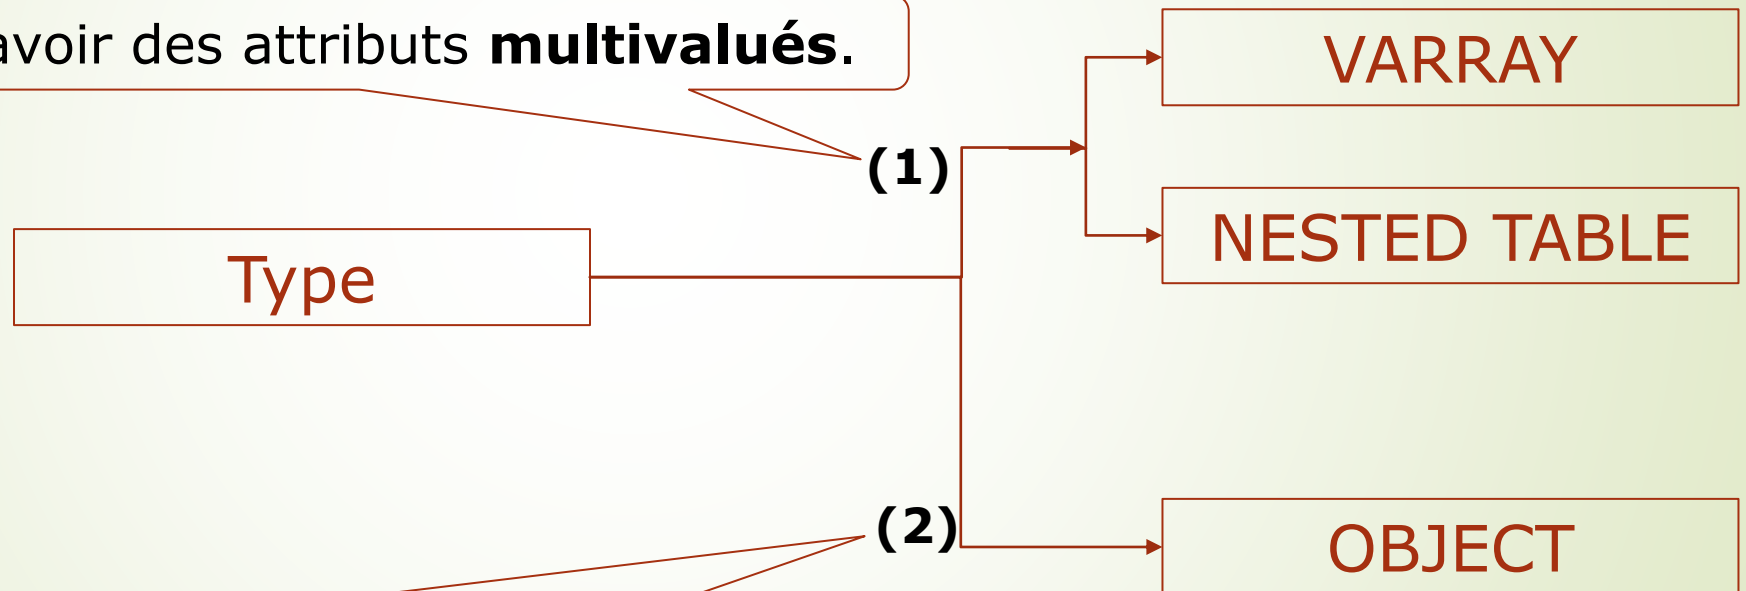 avoir des attributs multivalués.
VARRAY
(1)
NESTED TABLE
Type
(2)
OBJECT